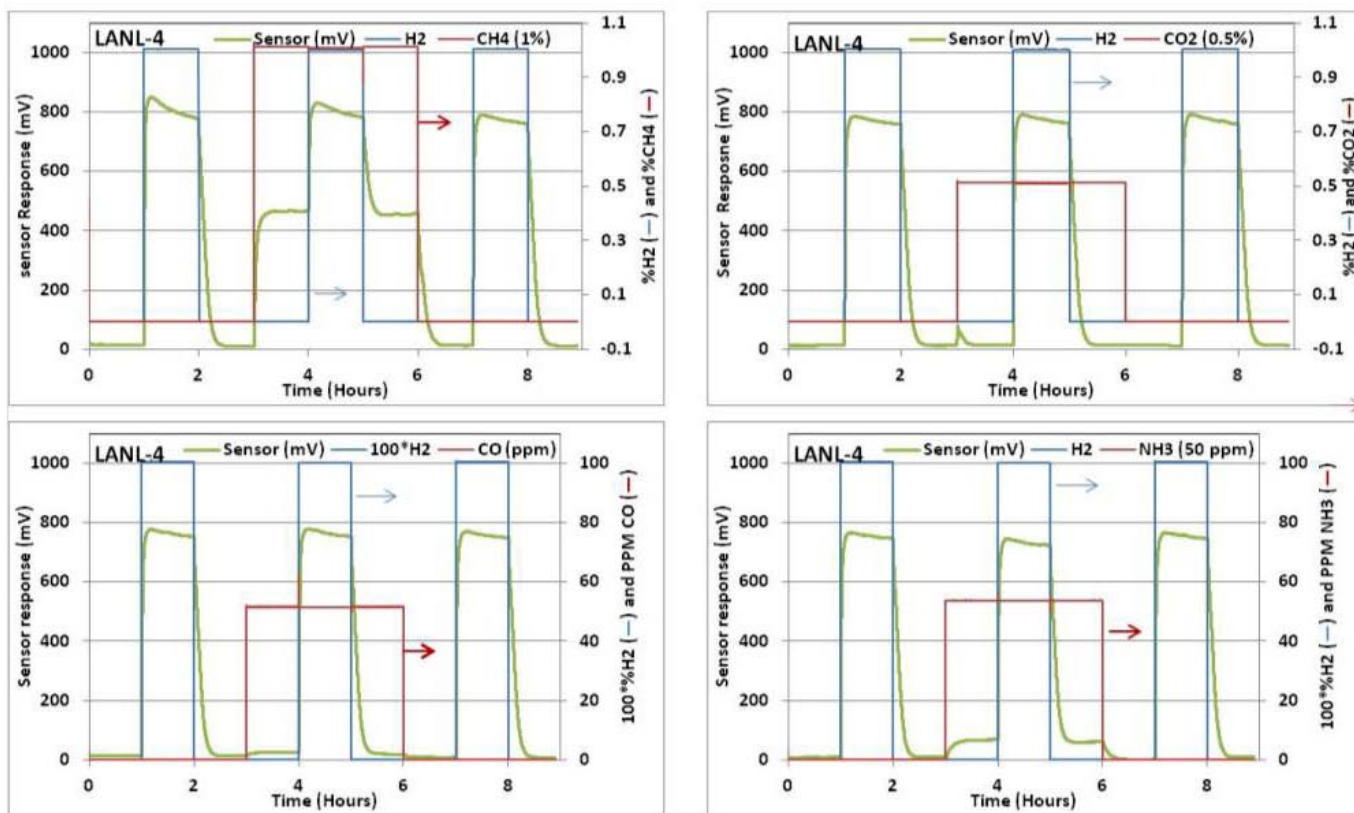 LANL-4 Sensor (mV) H2 CH4 (1%)
sensor Response (mV)
1000
800
600
400
200
0
1.1
0.9
0.7
0.5
0.3
0.1
-0.1
%H2 (—) and %CH4 (—)
0 2 4 6 8
Time (Hours)
LANL-4 Sensor (mV) H2 CO2 (0.5%)
Sensor Resposne (mV)
1000
800
600
400
200
0
1.1
0.9
0.7
0.5
0.3
0.1
-0.1
%H2 (—) and %CO2 (—)
0 2 4 6 8
Time (Hours)
LANL-4 Sensor (mV) 100*H2 CO (ppm)
Sensor response (mV)
1000
800
600
400
200
0
100
80
60
40
20
0
100*%H2 (—) and PPM CO (—)
0 2 4 6 8
Time (Hours)
LANL-4 Sensor (mV) H2 NH3 (50 ppm)
Sensor response (mV)
1000
800
600
400
200
0
100
80
60
40
20
0
100*%H2 (—) and PPM NH3 (—)
0 2 4 6 8
Time (Hours)